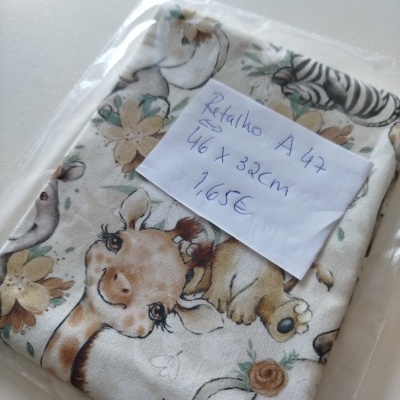 Retalho A 47
↔
46 x 32cm
1,65€